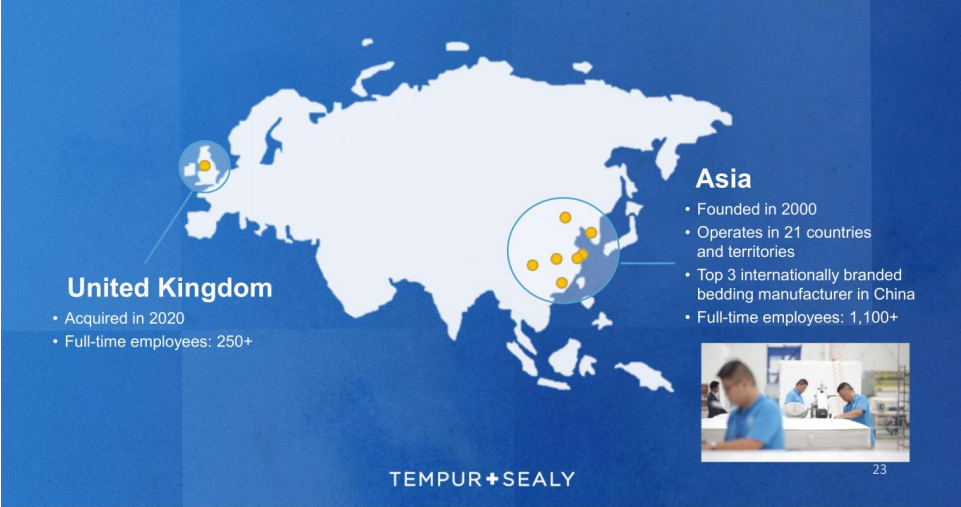 United Kingdom
• Acquired in 2020
• Full-time employees: 250+
Asia
• Founded in 2000
• Operates in 21 countries
and territories
• Top 3 internationally branded
bedding manufacturer in China
• Full-time employees: 1,100+
23
TEMPUR+SEALY